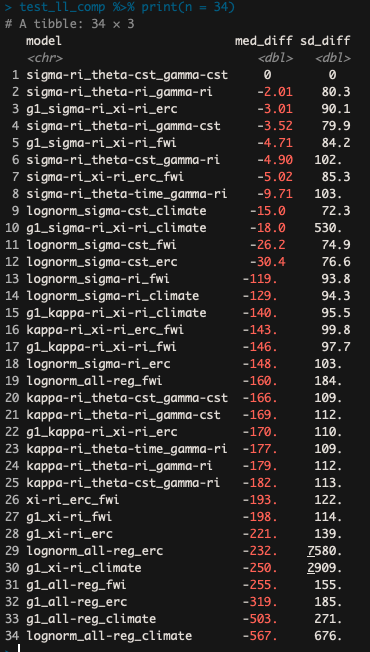 > test_ll_comp %>% print(n = 34)
# A tibble: 34 × 3
model med_diff sd_diff
<chr> <dbl> <dbl>
1 sigma-ri_theta-cst_gamma-cst 0 0
2 sigma-ri_theta-ri_gamma-ri -2.01 80.3
3 g1_sigma-ri_xi-ri_erc -3.01 90.1
4 sigma-ri_theta-ri_gamma-cst -3.52 79.9
5 g1_sigma-ri_xi-ri_fwi -4.71 84.2
6 sigma-ri_theta-cst_gamma-ri -4.90 102.
7 sigma-ri_xi-ri_erc_fwi -5.02 85.3
8 sigma-ri_theta-time_gamma-ri -9.71 103.
9 lognorm_sigma-cst_climate -15.0 72.3
10 g1_sigma-ri_xi-ri_climate -18.0 530.
11 lognorm_sigma-cst_fwi -26.2 74.9
12 lognorm_sigma-cst_erc -30.4 76.6
13 lognorm_sigma-ri_fwi -119. 93.8
14 lognorm_sigma-ri_climate -129. 94.3
15 g1_kappa-ri_xi-ri_climate -140. 95.5
16 kappa-ri_xi-ri_erc_fwi -143. 99.8
17 g1_kappa-ri_xi-ri_fwi -146. 97.7
18 lognorm_sigma-ri_erc -148. 103.
19 lognorm_all-reg_fwi -160. 184.
20 kappa-ri_theta-cst_gamma-cst -166. 109.
21 kappa-ri_theta-ri_gamma-cst -169. 112.
22 g1_kappa-ri_xi-ri_erc -170. 110.
23 kappa-ri_theta-time_gamma-ri -177. 109.
24 kappa-ri_theta-ri_gamma-ri -179. 112.
25 kappa-ri_theta-cst_gamma-ri -182. 113.
26 xi-ri_erc_fwi -193. 122.
27 g1_xi-ri_fwi -198. 114.
28 g1_xi-ri_erc -221. 139.
29 lognorm_all-reg_erc -232. 7580.
30 g1_xi-ri_climate -250. 2909.
31 g1_all-reg_fwi -255. 155.
32 g1_all-reg_erc -319. 185.
33 g1_all-reg_climate -503. 271.
34 lognorm_all-reg_climate -567. 676.